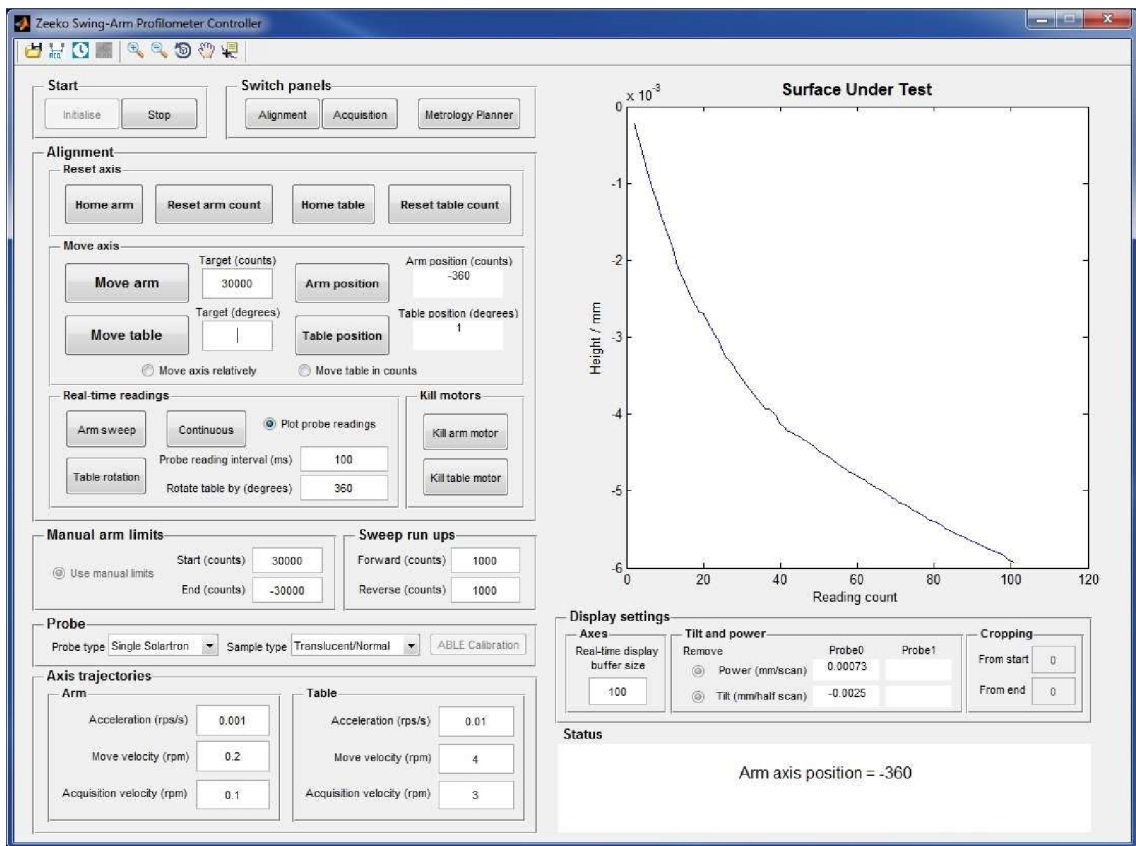 Zeeko Swing-Arm Profilometer Controller
Start
Initialise Stop
Switch panels
Alignment Acquisition Metrology Planner
Alignment
Reset axis
Home arm Reset arm count Home table Reset table count
Move axis
Move arm
Target (counts)
30000
Arm position
Arm position (counts)
-360
Move table
Target (degrees)
Table position
Table position (degrees)
1
Move axis relatively Move table in counts
Real-time readings
Arm sweep Continuous Plot probe readings
Table rotation
Probe reading interval (ms) 100
Rotate table by (degrees) 360
Kill motors
Kill arm motor
Kill table motor
Manual arm limits
Use manual limits
Start (counts) 30000
End (counts) -30000
Sweep run ups
Forward (counts) 1000
Reverse (counts) 1000
Probe
Probe type Single Solartron Sample type Translucent/Normal ABLE Calibration
Axis trajectories
Arm
Acceleration (rps/s) 0.001
Move velocity (rpm) 0.2
Acquisition velocity (rpm) 0.1
Table
Acceleration (rps/s) 0.01
Move velocity (rpm) 4
Acquisition velocity (rpm) 3
Surface Under Test
x 10-3
0
-1
-2
-3
-4
-5
-6
Height / mm
0 20 40 60 80 100 120
Reading count
Display settings
Axes
Real-time display
buffer size
100
Tilt and power
Remove Probe0 Probe1
Power (mm/scan) 0.00073
Tilt (mm/half scan) -0.0025
Cropping
From start 0
From end 0
Status
Arm axis position = -360